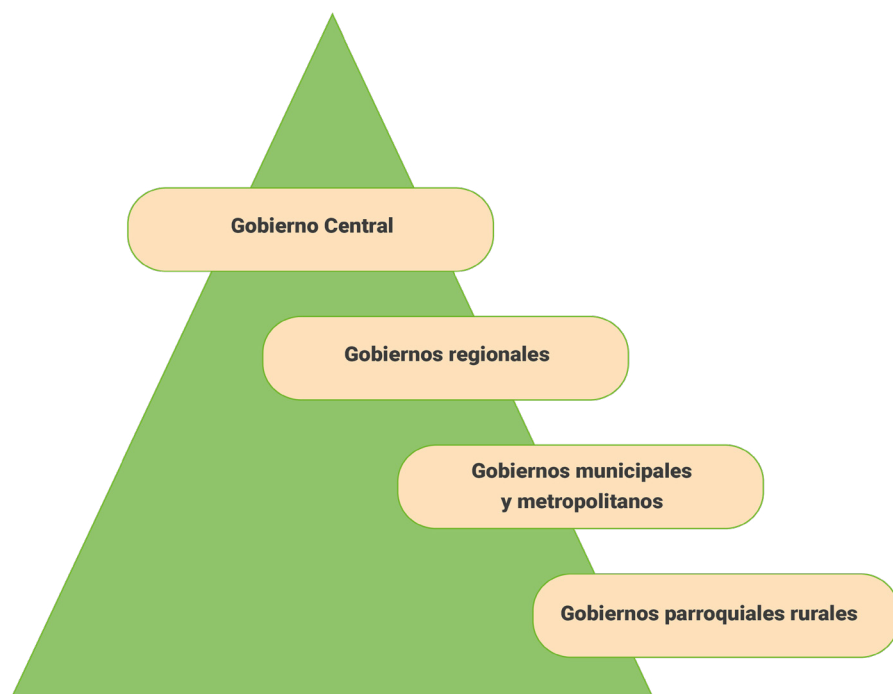 Gobierno Central
Gobiernos regionales
Gobiernos municipales
y metropolitanos
Gobiernos parroquiales rurales